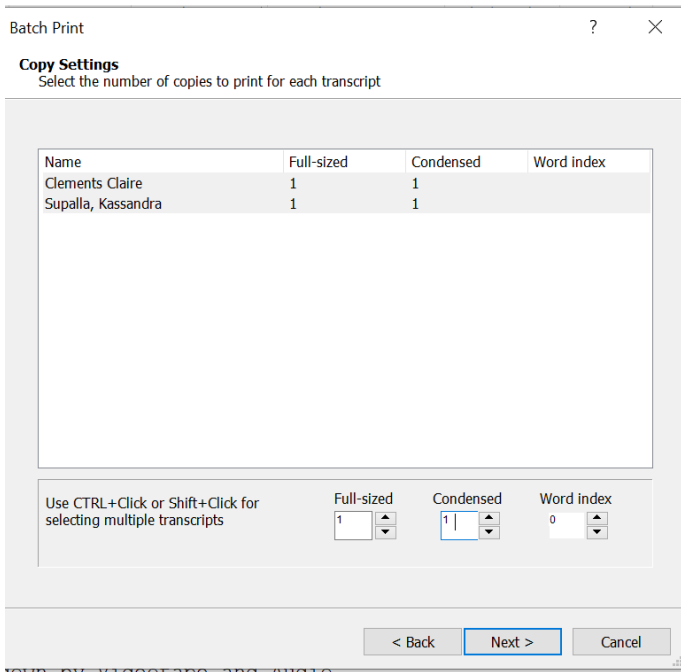 Batch Print ?
Copy Settings
Select the number of copies to print for each transcript
Name Full-sized Condensed Word index
Clements Claire 1 1
Supalla, Kassandra 1 1
Use CTRL+Click or Shift+Click for
selecting multiple transcripts
Full-sized Condensed Word index
1 1 0
< Back Next > Cancel